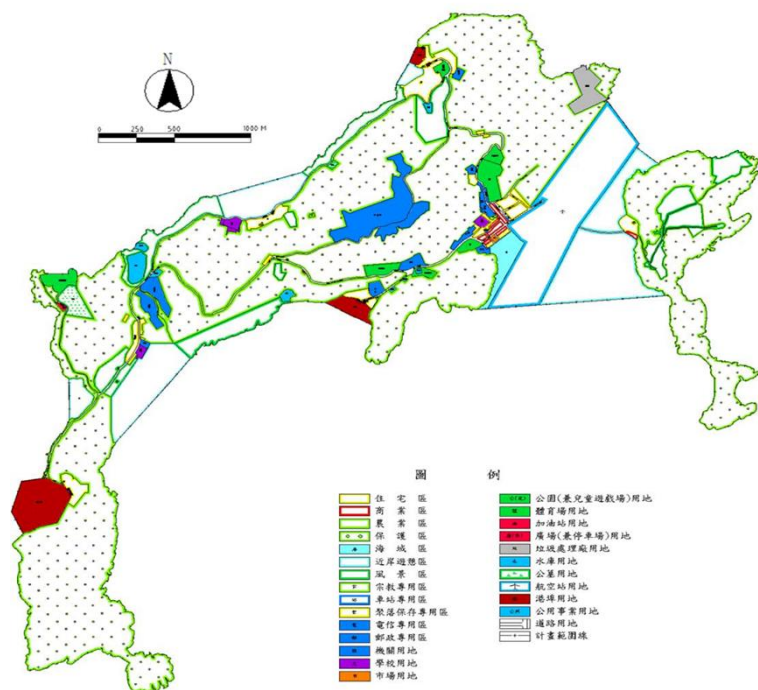 N
0 250 500 1000 M
圖 例
住宅區
商業區
農業區
保護區
海域區
近岸遊憩區
風景區
宗教專用區
車站專用區
聚落保存專用區
電信專用區
郵政專用區
機關用地
學校用地
市場用地
公園(兼兒童遊戲場)用地
體育場用地
加油站用地
廣場(兼停車場)用地
垃圾處理廠用地
水庫用地
公墓用地
航空站用地
港埠用地
公用事業用地
道路用地
計畫範圍線